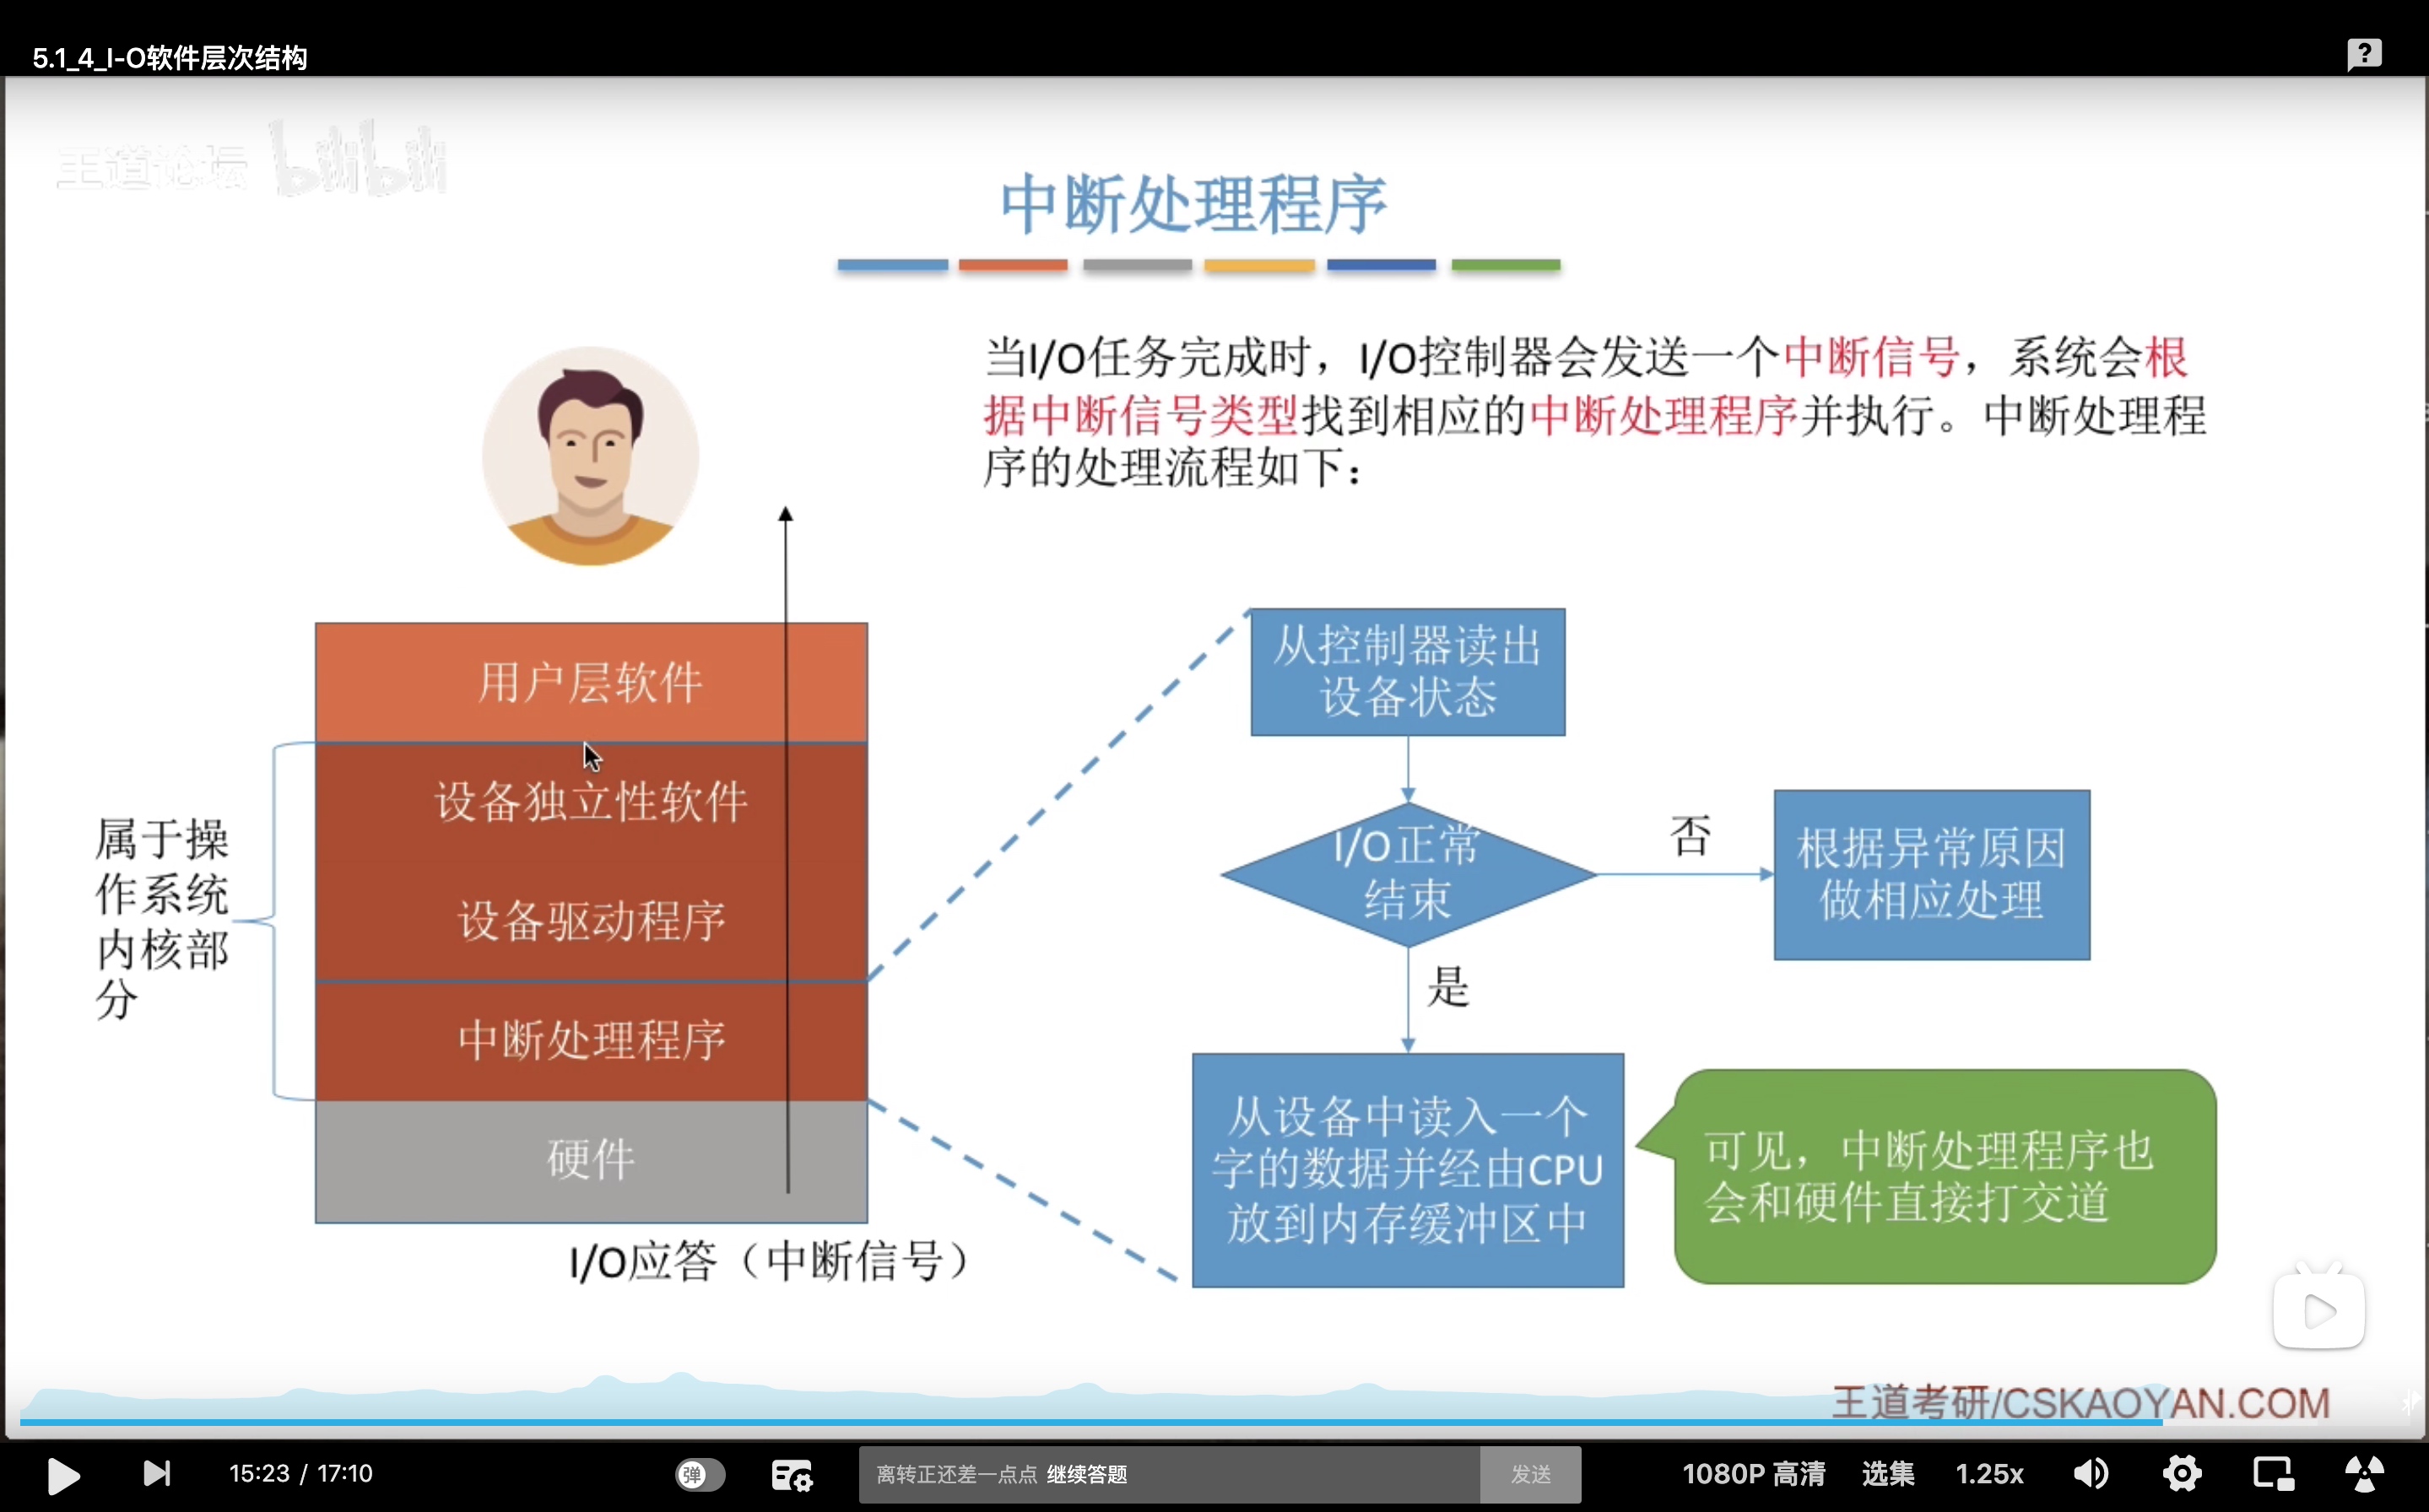 5.1_4_I-O软件层次结构
王道论坛 bilibili
中断处理程序
当I/O任务完成时，I/O控制器会发送一个中断信号，系统会根
据中断信号类型找到相应的中断处理程序并执行。中断处理程
序的处理流程如下：
用户层软件
设备独立性软件
设备驱动程序
中断处理程序
硬件
属于操
作系统
内核部
分
I/O应答（中断信号）
从控制器读出
设备状态
I/O正常
结束
否
根据异常原因
做相应处理
是
从设备中读入一个
字的数据并经由CPU
放到内存缓冲区中
可见，中断处理程序也
会和硬件直接打交道
王道考研/CSKAOYAN.COM
15:23 / 17:10
弹
离转正还差一点点 继续答题
发送
1080P 高清
选集
1.25x